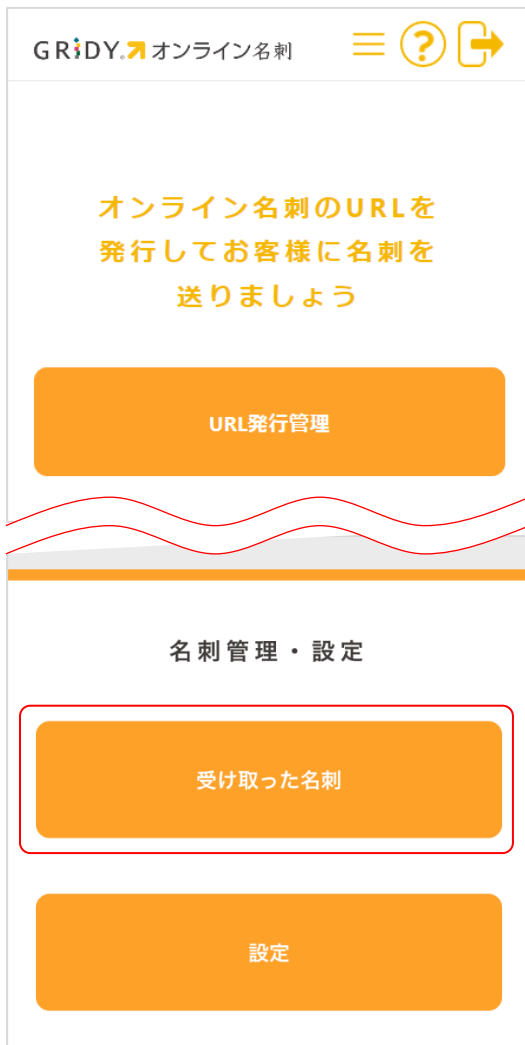 GRiDY. オンライン名刺
?
オンライン名刺のURLを
発行してお客様に名刺を
送りましょう
URL発行管理
名刺管理・設定
受け取った名刺
設定